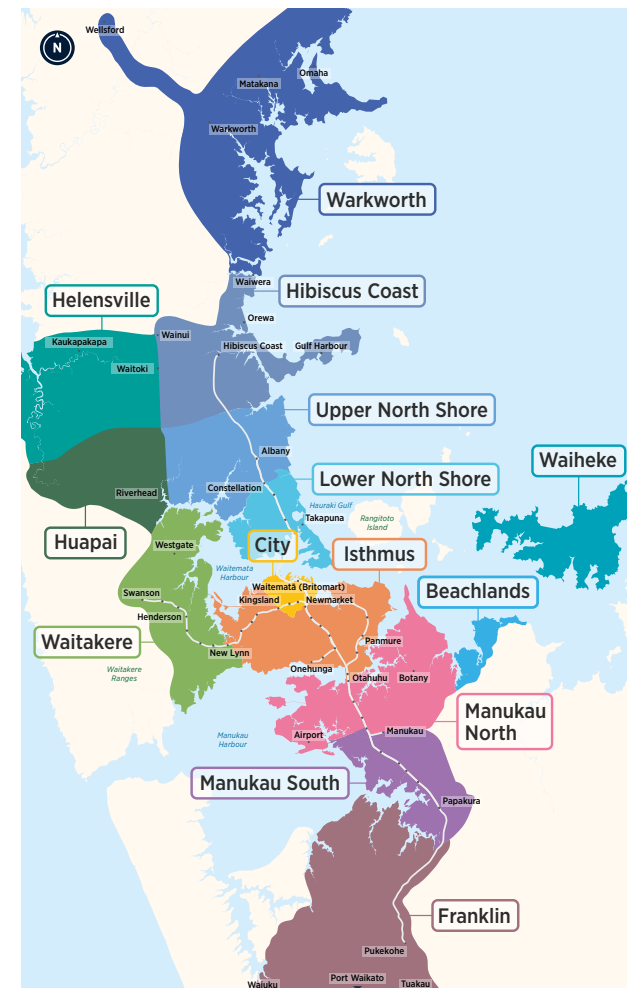 Wellsford
N
Omaha
Matakana
Warkworth
Warkworth
Waiwera
Hibiscus Coast
Helensville
Orewa
Wainui
Kaukapakapa
Hibiscus Coast
Gulf Harbour
Waitoki
Upper North Shore
Albany
Waiheke
Lower North Shore
Constellation
Riverhead
Hauraki Gulf
Takapuna
Rangitoto
Island
Huapai
Westgate
City
Isthmus
Waitemata
Harbour
Beachlands
Waitematā (Britomart)
Swanson
Kingsland
Newmarket
Henderson
Waitakere
Panmure
New Lynn
Waitakere
Ranges
Onehunga
Otahuhu
Botany
Manukau
North
Manukau
Harbour
Airport
Manukau
Manukau South
Papakura
Franklin
Pukekohe
Port Waikato
Waiuku
Tuakau